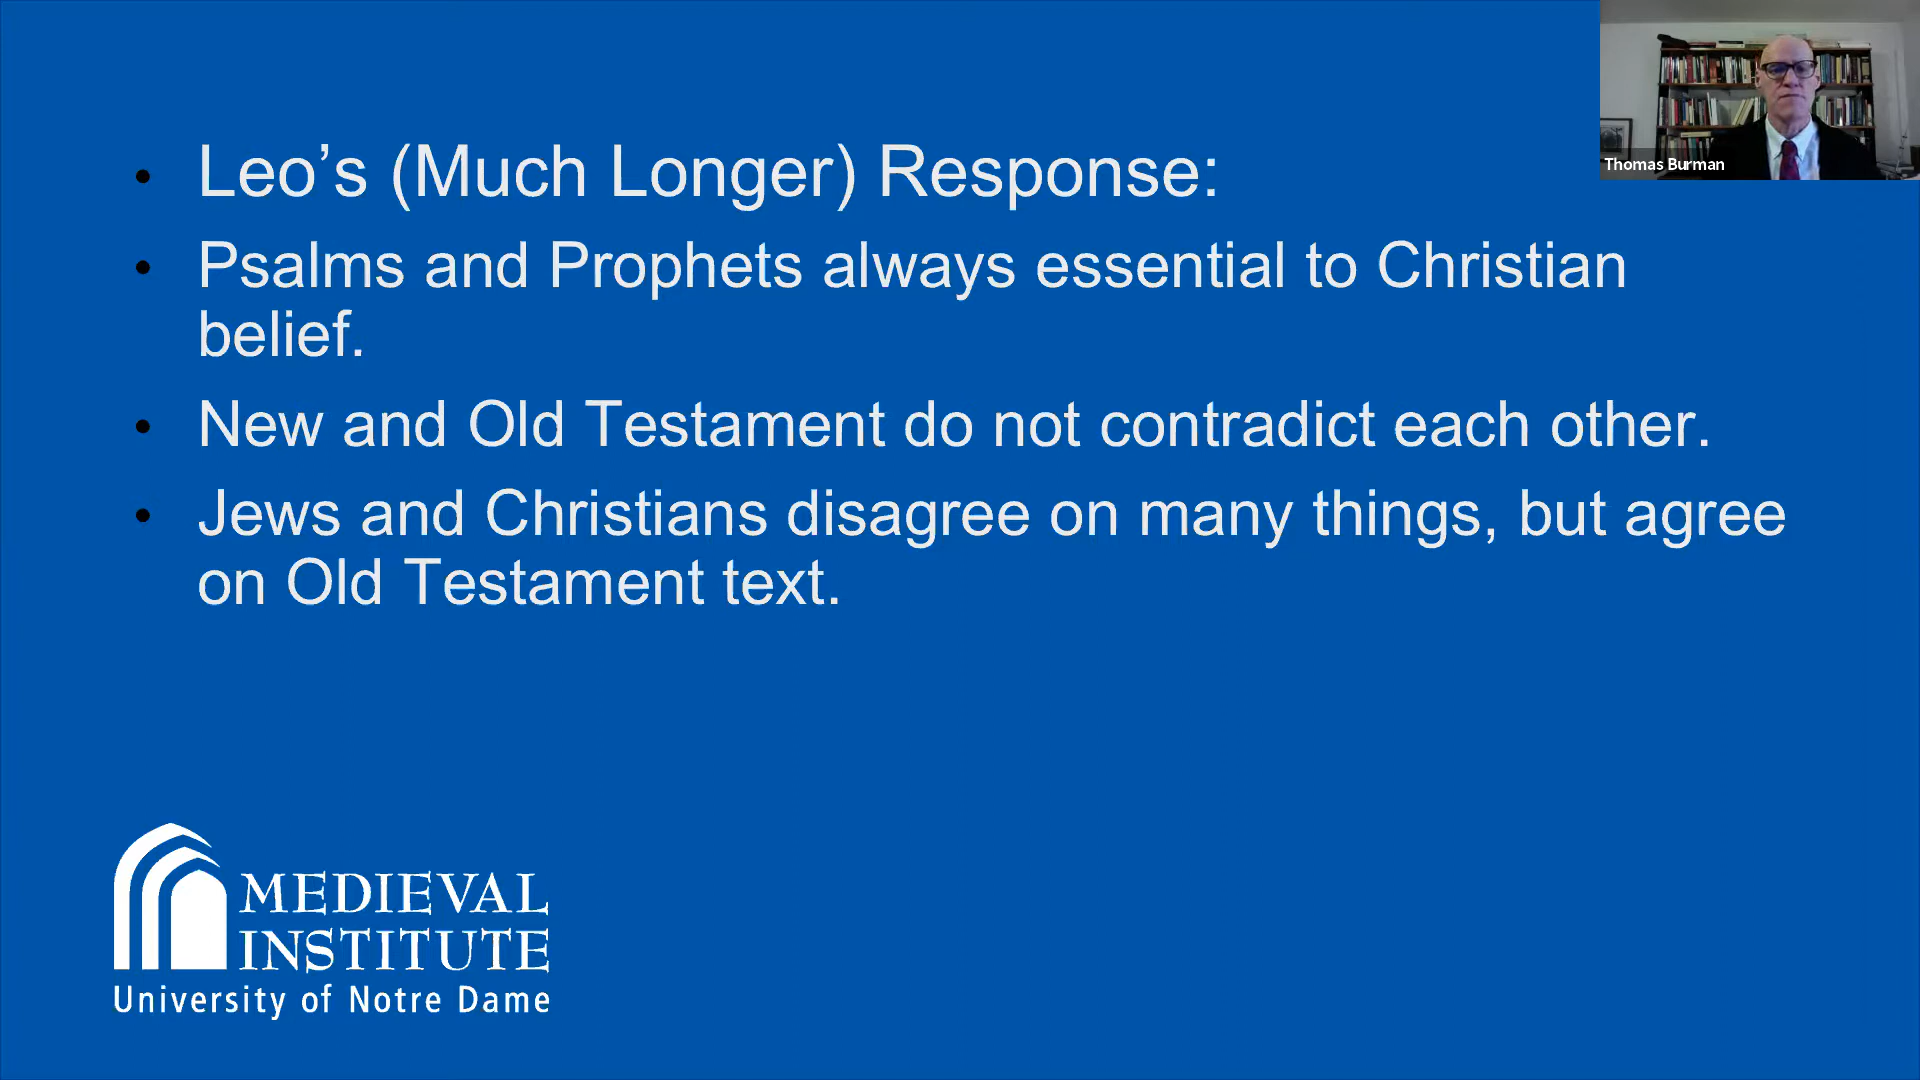 Leo’s (Much Longer) Response:
Psalms and Prophets always essential to Christian
belief.
New and Old Testament do not contradict each other.
Jews and Christians disagree on many things, but agree
on Old Testament text.
Thomas Burman
MEDIEVAL
INSTITUTE
University of Notre Dame